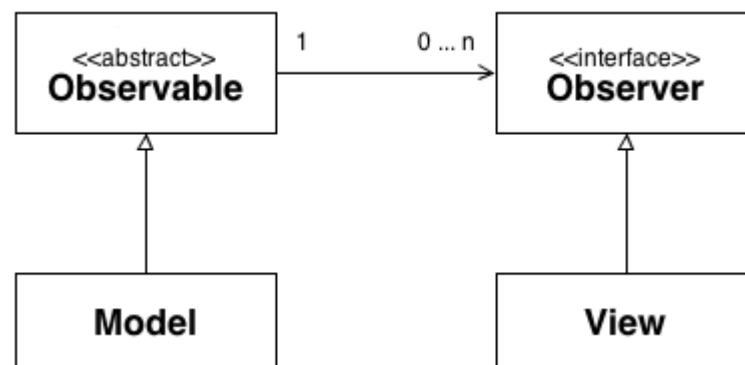 <<abstract>>
Observable
1
0 ... n
<<interface>>
Observer
Model
View